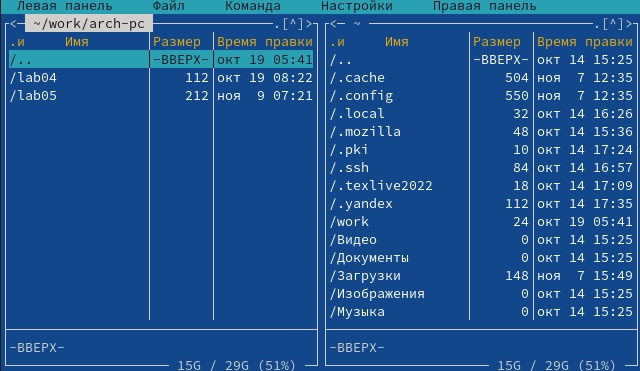 Левая панель Файл Команда Настройки Правая панель
<─ ~/work/arch-pc .[^]>
.и Имя Размер Время правки
/.. -ВВЕРХ- окт 19 05:41
/lab04 112 окт 19 08:22
/lab05 212 ноя 9 07:21
-ВВЕРХ-
15G / 29G (51%)
<─ ~ .[^]>
.и Имя Размер Время правки
/.. -ВВЕРХ- окт 14 15:25
/.cache 504 ноя 7 12:35
/.config 550 ноя 7 12:35
/.local 32 окт 14 16:26
/.mozilla 48 окт 14 15:36
/.pki 10 окт 14 17:24
/.ssh 84 окт 14 16:57
/.texlive2022 18 окт 14 17:09
/.yandex 112 окт 14 17:35
/work 24 окт 19 05:41
/Видео 0 окт 14 15:25
/Документы 0 окт 14 15:25
/Загрузки 148 ноя 7 15:49
/Изображения 0 окт 14 15:25
/Музыка 0 окт 14 15:25
-ВВЕРХ-
15G / 29G (51%)